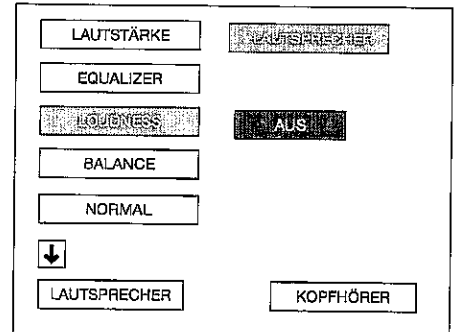 LAUTSTÄRKE LAUTSPRECHER
EQUALIZER
LOUDNESS AUS
BALANCE
NORMAL
LAUTSPRECHER KOPFHÖRER